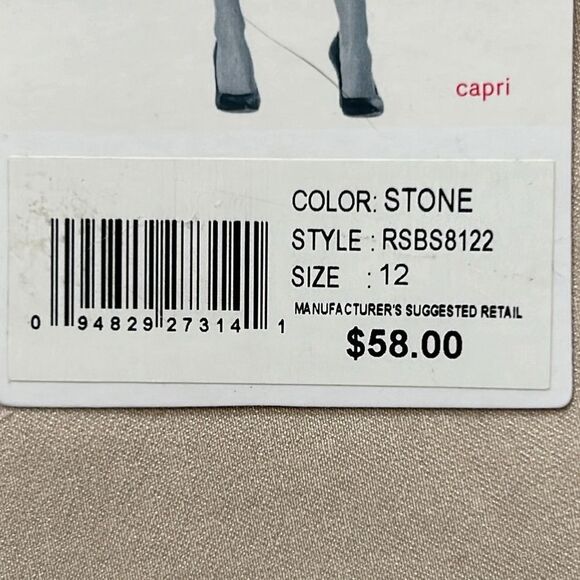 capri
COLOR: STONE
STYLE : RSBS8122
SIZE : 12
MANUFACTURER'S SUGGESTED RETAIL
$58.00
0 94829 27314 1